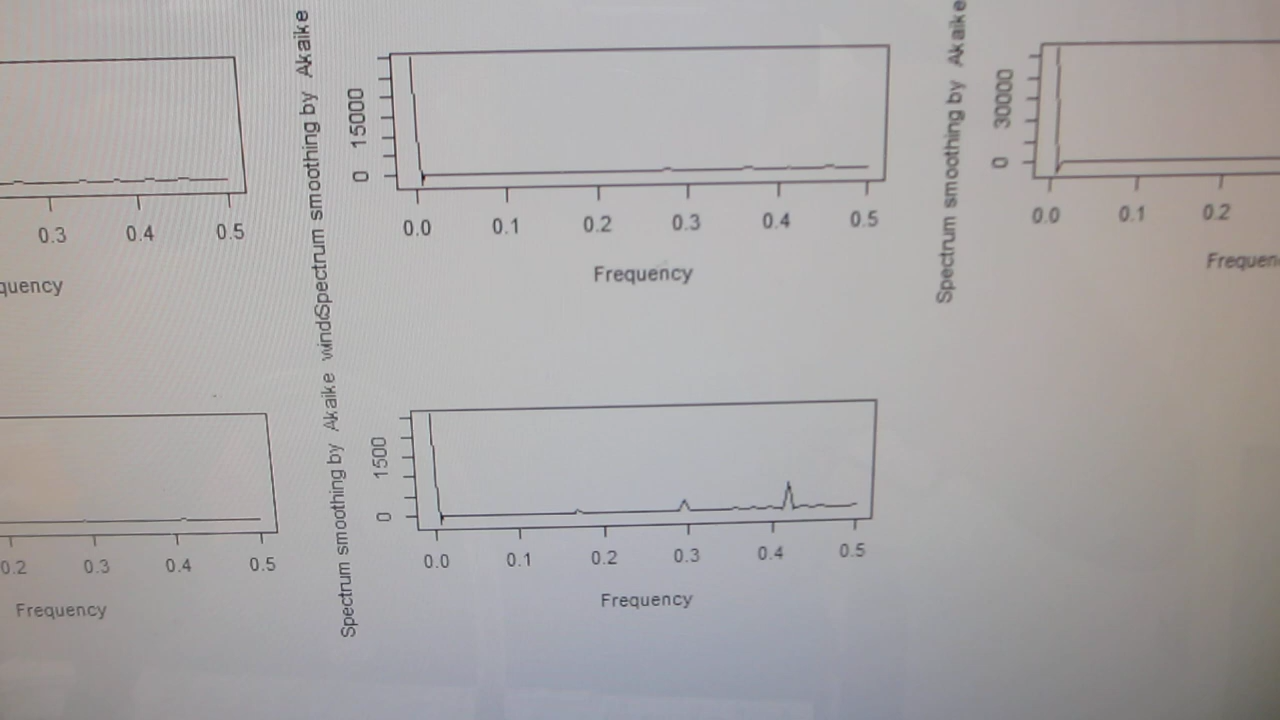 0.3 0.4 0.5
quency
Spectrum smoothing by Akaike
0 15000
0.0 0.1 0.2 0.3 0.4 0.5
Frequency
Spectrum smoothing by Akaike
0 30000
0.0 0.1 0.2
Frequen
0.2 0.3 0.4 0.5
Frequency
Spectrum smoothing by Akaike
0 1500
0.0 0.1 0.2 0.3 0.4 0.5
Frequency